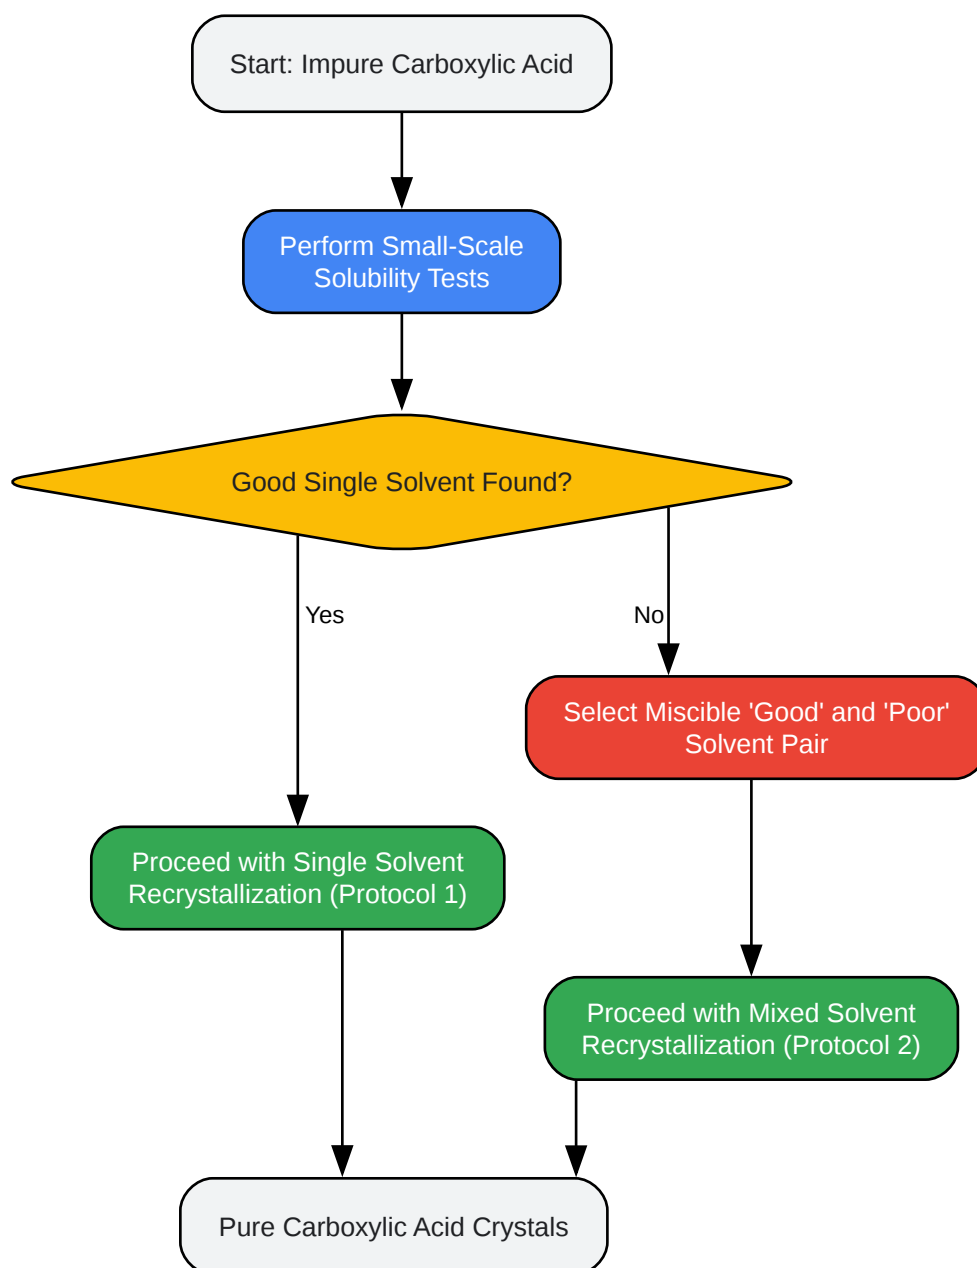 Start: Impure Carboxylic Acid
Perform Small-Scale
Solubility Tests
Good Single Solvent Found?
Yes
No
Select Miscible 'Good' and 'Poor'
Solvent Pair
Proceed with Single Solvent
Recrystallization (Protocol 1)
Proceed with Mixed Solvent
Recrystallization (Protocol 2)
Pure Carboxylic Acid Crystals